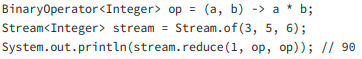 BinaryOperator<Integer> op = (a, b) -> a * b;
Stream<Integer> stream = Stream.of(3, 5, 6);
System.out.println(stream.reduce(1, op, op)); // 90